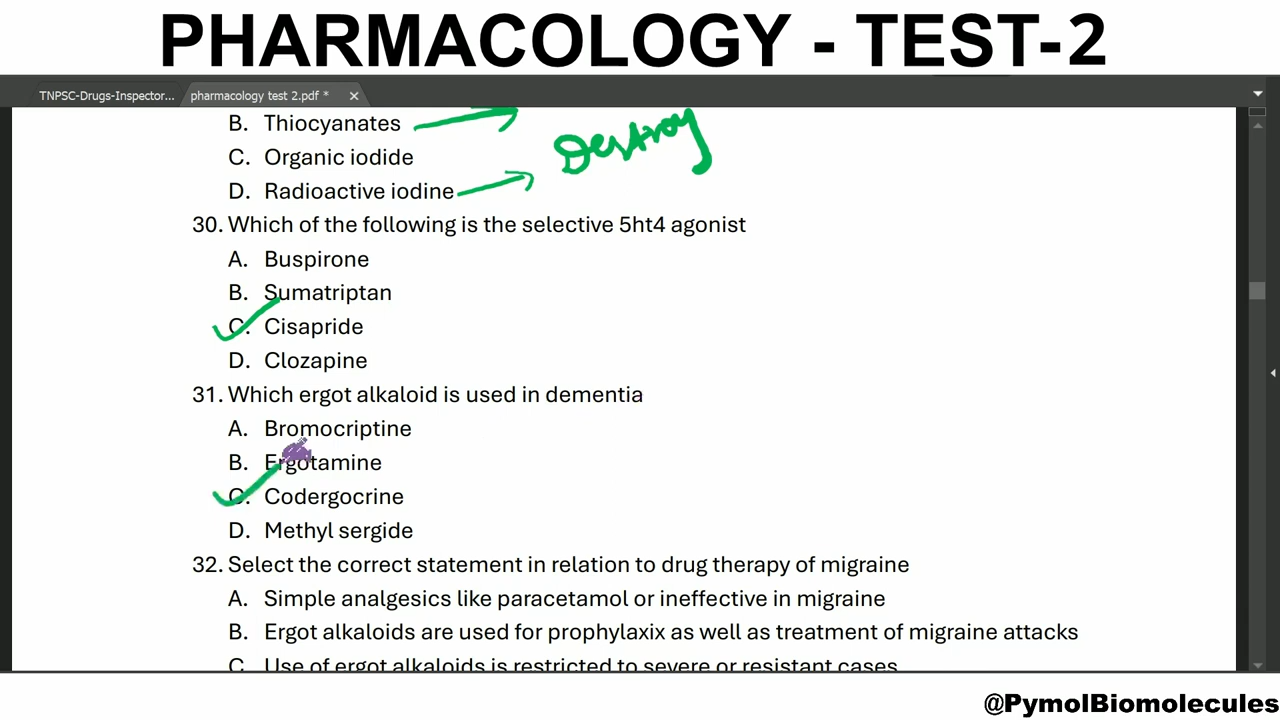 PHARMACOLOGY - TEST-2
TNPSC-Drugs-Inspector... pharmacology test 2.pdf *
B. Thiocyanates
Destroy
C. Organic iodide
D. Radioactive iodine
30. Which of the following is the selective 5ht4 agonist
A. Buspirone
B. Sumatriptan
C. Cisapride
D. Clozapine
31. Which ergot alkaloid is used in dementia
A. Bromocriptine
B. Ergotamine
C. Codergocrine
D. Methyl sergide
32. Select the correct statement in relation to drug therapy of migraine
A. Simple analgesics like paracetamol or ineffective in migraine
B. Ergot alkaloids are used for prophylaxix as well as treatment of migraine attacks
C. Use of ergot alkaloids is restricted to severe or resistant cases
@PymolBiomolecules